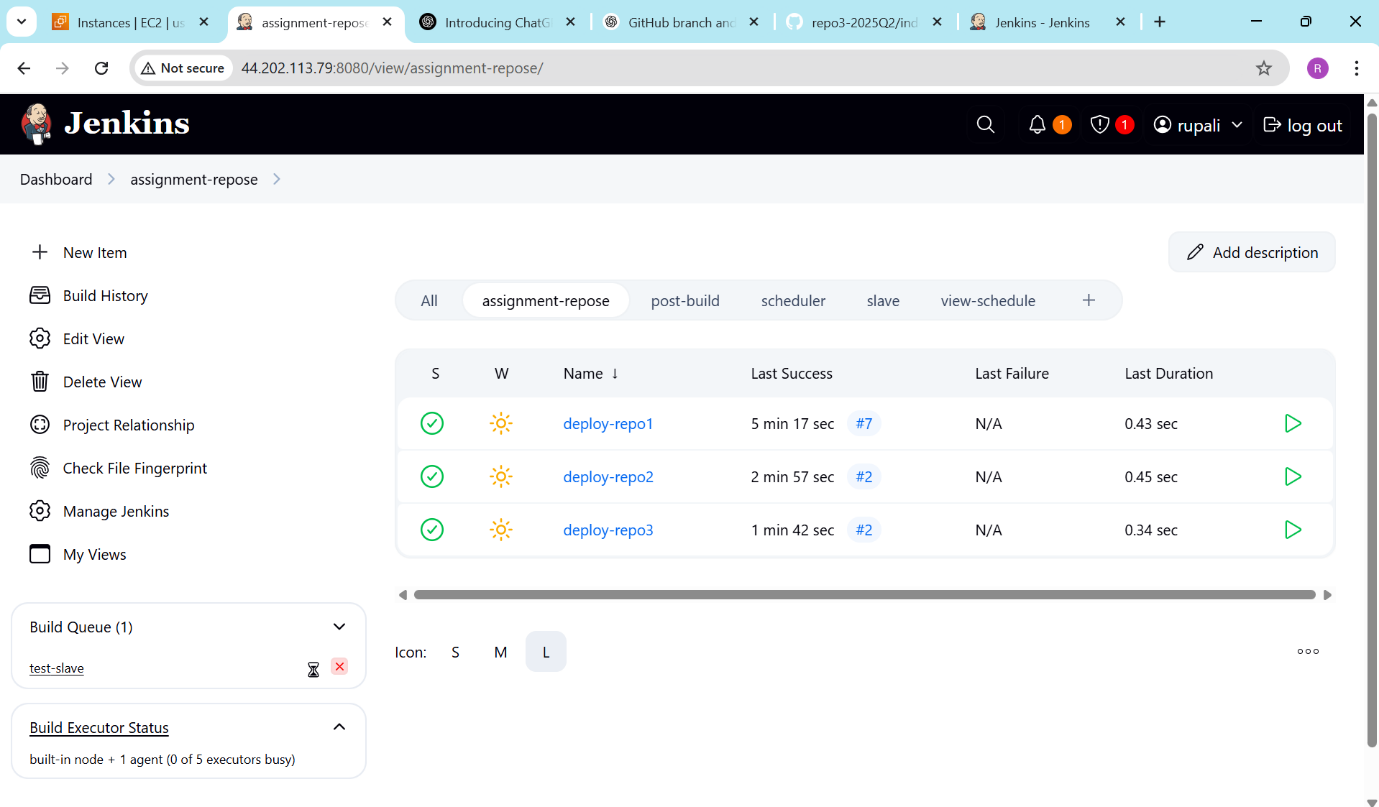 Instances | EC2 | us
assignment-repose
Introducing ChatG
GitHub branch and
repo3-2025Q2/ind
Jenkins - Jenkins
Not secure
44.202.113.79:8080/view/assignment-repose/
R
Jenkins
1
1
rupali
log out
Dashboard
assignment-repose
New Item
Build History
Edit View
Delete View
Project Relationship
Check File Fingerprint
Manage Jenkins
My Views
Build Queue (1)
test-slave
Build Executor Status
built-in node + 1 agent (0 of 5 executors busy)
Add description
All assignment-repose post-build scheduler slave view-schedule +
S W Name ↓ Last Success Last Failure Last Duration
deploy-repo1 5 min 17 sec #7 N/A 0.43 sec
deploy-repo2 2 min 57 sec #2 N/A 0.45 sec
deploy-repo3 1 min 42 sec #2 N/A 0.34 sec
Icon: S M L